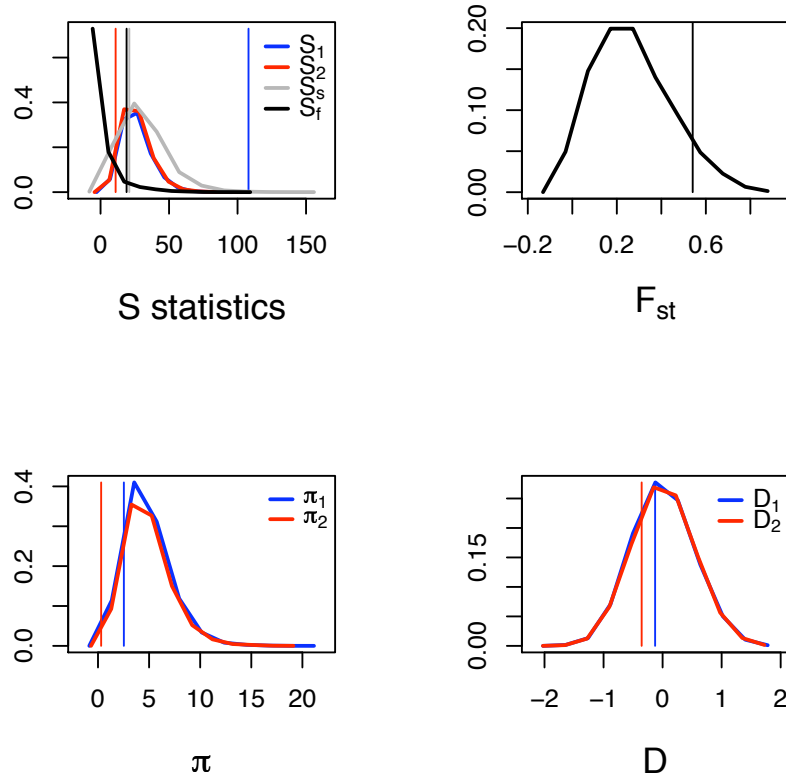 S₁
S₂
Sₛ
S_f
0.0 0.4
0 50 100 150
S statistics
0.00 0.10 0.20
−0.2 0.2 0.6
F_st
π₁
π₂
0.0 0.2 0.4
0 5 10 15 20
π
D₁
D₂
0.00 0.15
−2 −1 0 1 2
D